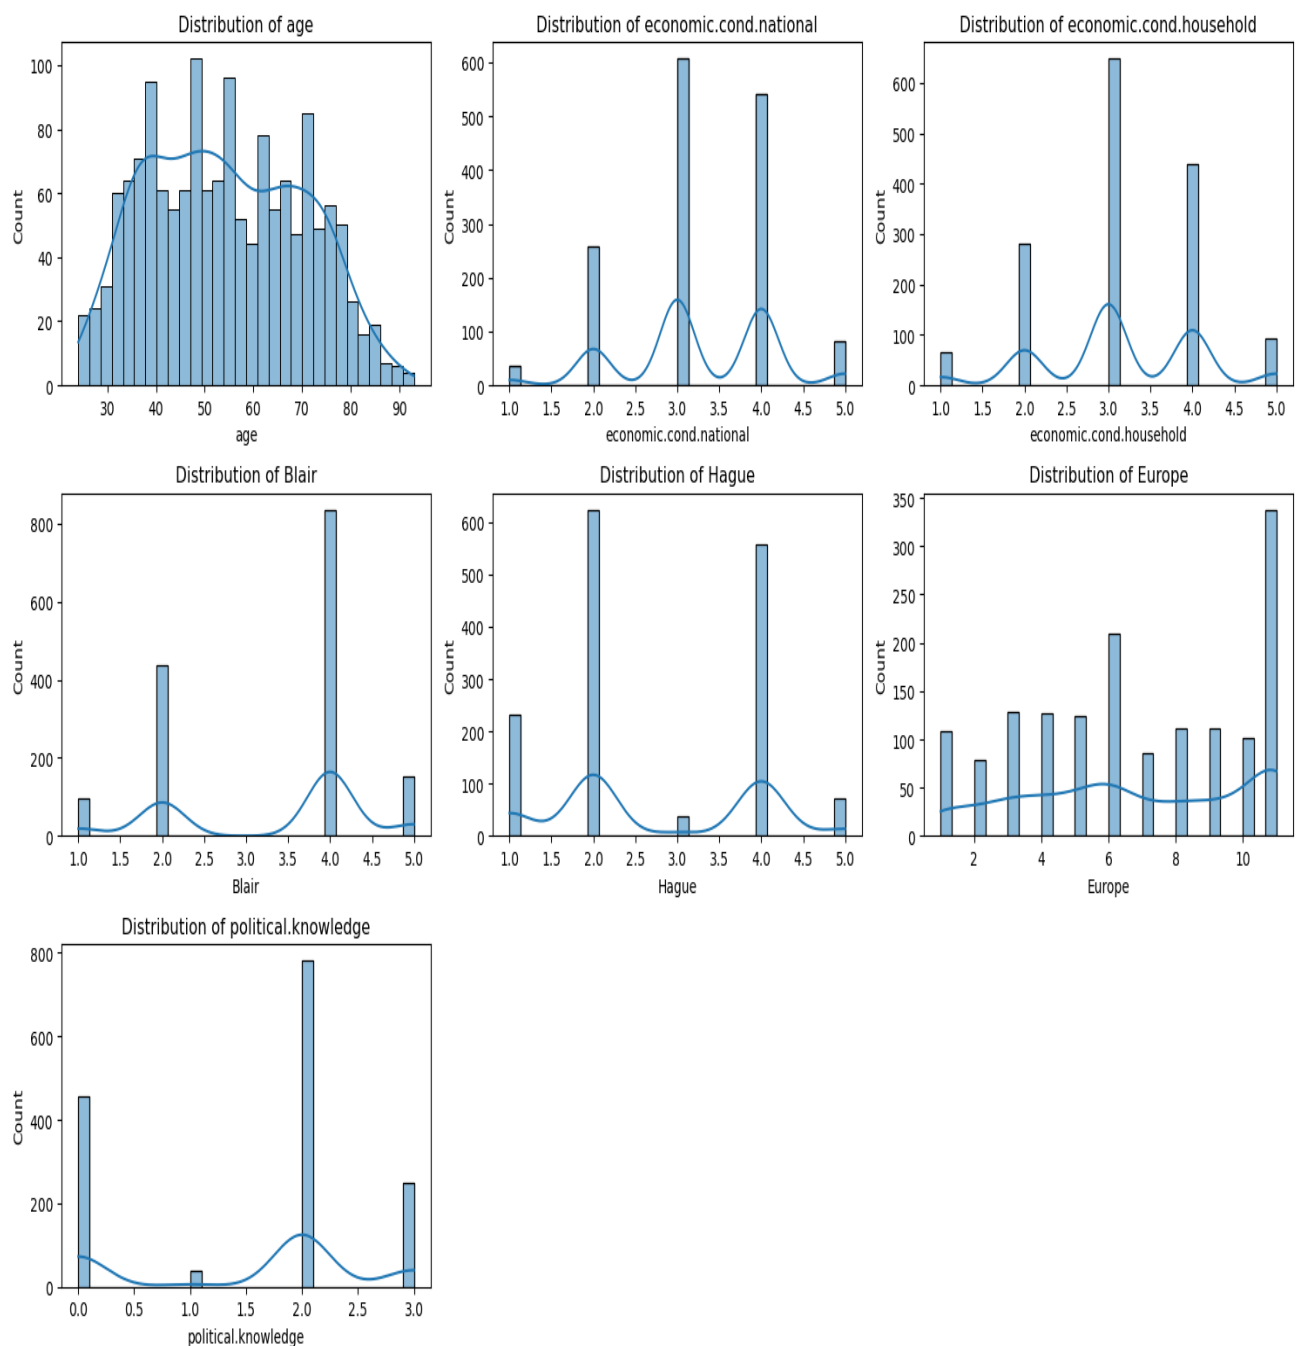 Distribution of age
Count
100
80
60
40
20
0
30 40 50 60 70 80 90
age
Distribution of economic.cond.national
Count
600
500
400
300
200
100
0
1.0 1.5 2.0 2.5 3.0 3.5 4.0 4.5 5.0
economic.cond.national
Distribution of economic.cond.household
Count
600
500
400
300
200
100
0
1.0 1.5 2.0 2.5 3.0 3.5 4.0 4.5 5.0
economic.cond.household
Distribution of Blair
Count
800
600
400
200
0
1.0 1.5 2.0 2.5 3.0 3.5 4.0 4.5 5.0
Blair
Distribution of Hague
Count
600
500
400
300
200
100
0
1.0 1.5 2.0 2.5 3.0 3.5 4.0 4.5 5.0
Hague
Distribution of Europe
Count
350
300
250
200
150
100
50
0
2 4 6 8 10
Europe
Distribution of political.knowledge
Count
800
600
400
200
0
0.0 0.5 1.0 1.5 2.0 2.5 3.0
political.knowledge